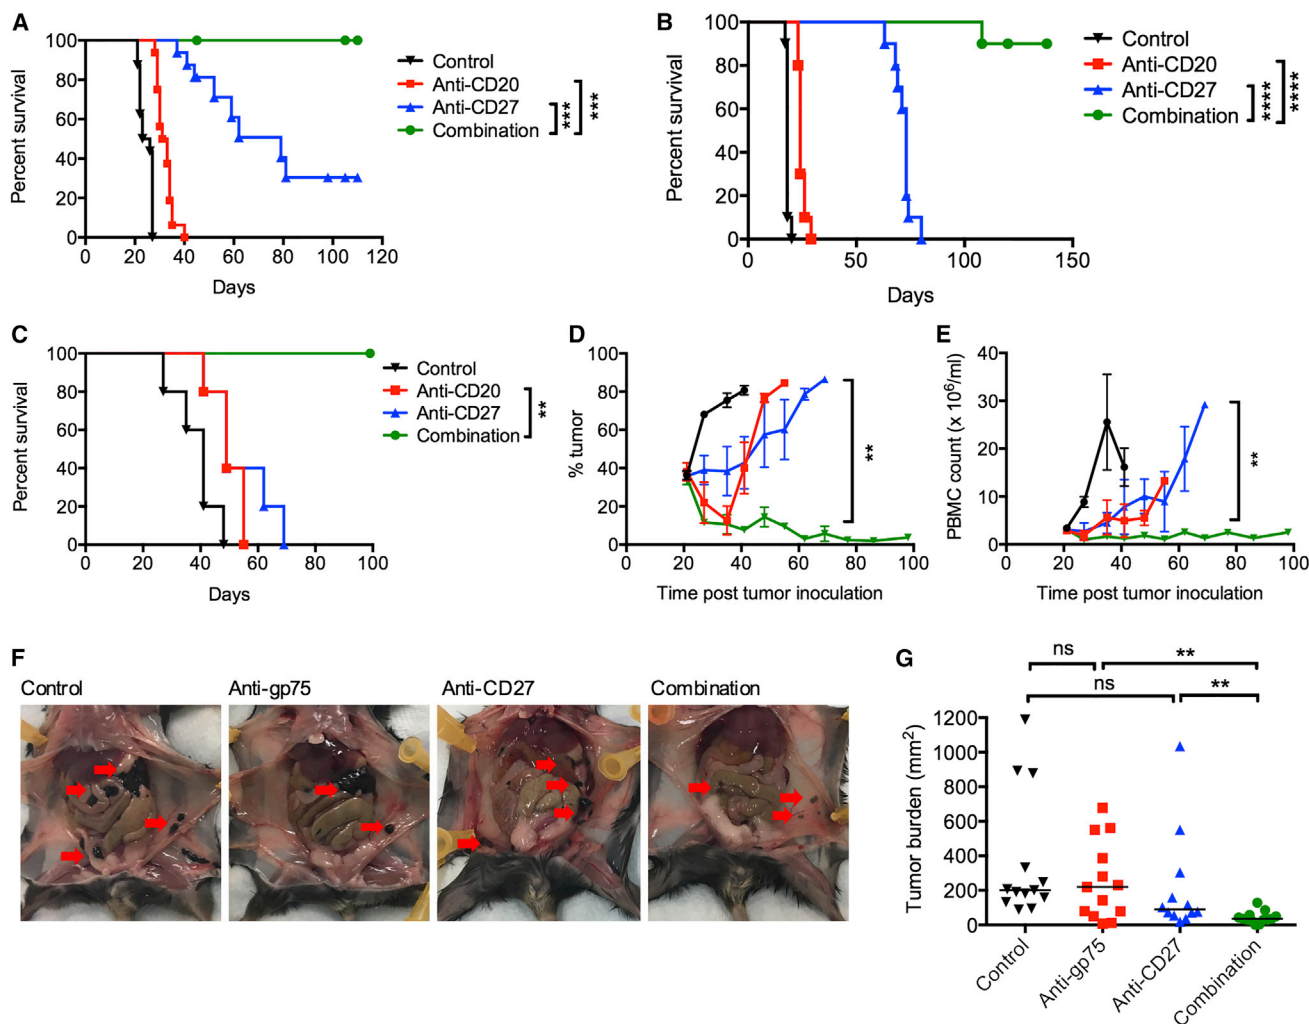 A
Percent survival
100
80
60
40
20
0
0 20 40 60 80 100 120
Days
Control
Anti-CD20
Anti-CD27
Combination
****
***
B
Percent survival
100
80
60
40
20
0
0 50 100 150
Days
Control
Anti-CD20
Anti-CD27
Combination
****
****
C
Percent survival
100
80
60
40
20
0
0 20 40 60 80 100
Days
Control
Anti-CD20
Anti-CD27
Combination
**
D
% tumor
100
80
60
40
20
0
0 20 40 60 80 100
Time post tumor inoculation
**
E
PBMC count (x 10⁶/ml)
40
30
20
10
0
0 20 40 60 80 100
Time post tumor inoculation
**
F
Control Anti-gp75 Anti-CD27 Combination
G
ns **
ns **
Tumor burden (mm²)
1200
1000
800
600
400
200
0
Control Anti-gp75 Anti-CD27 Combination